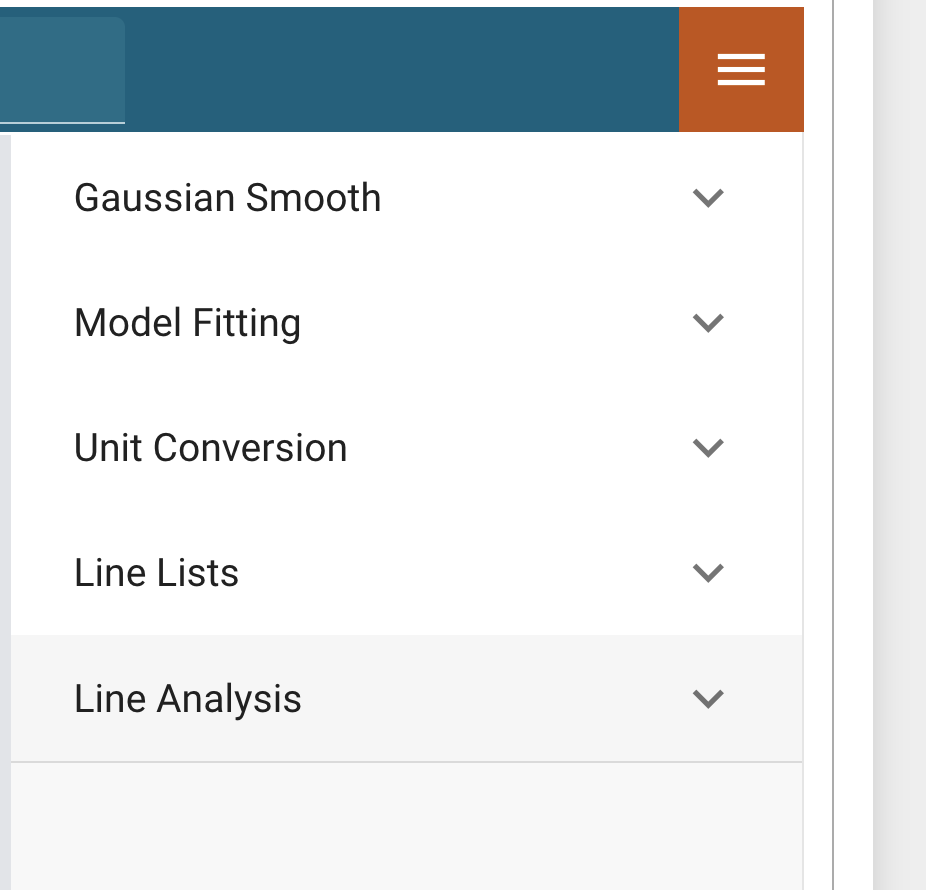 Gaussian Smooth
Model Fitting
Unit Conversion
Line Lists
Line Analysis